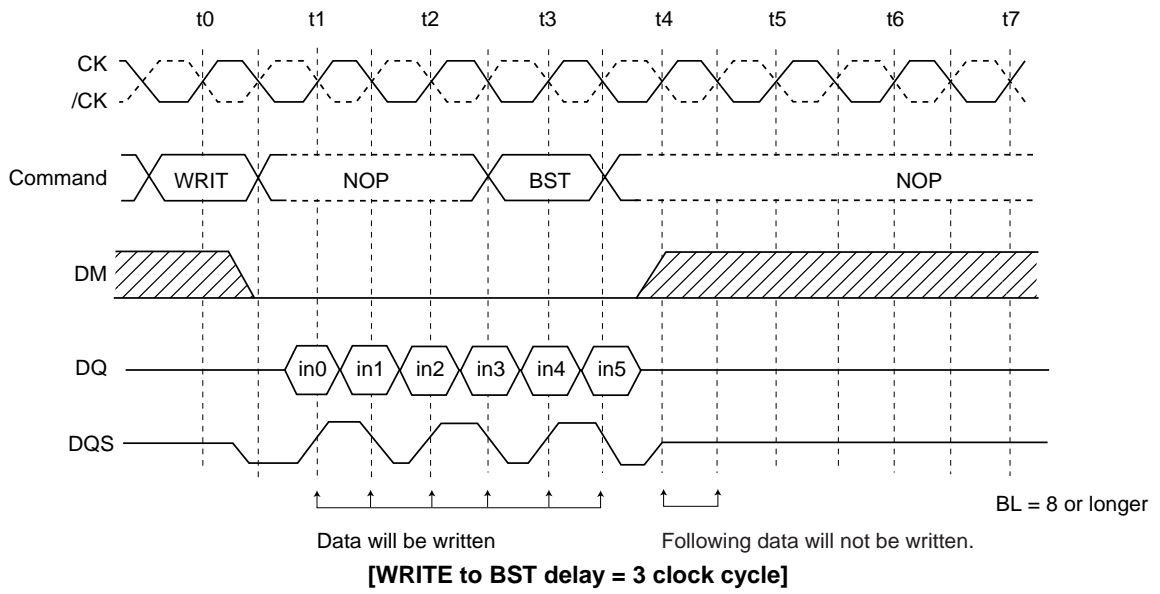 t0 t1 t2 t3 t4 t5 t6 t7
CK
/CK
Command WRIT NOP BST NOP
DM
DQ in0 in1 in2 in3 in4 in5
DQS
BL = 8 or longer
Data will be written Following data will not be written.
[WRITE to BST delay = 3 clock cycle]